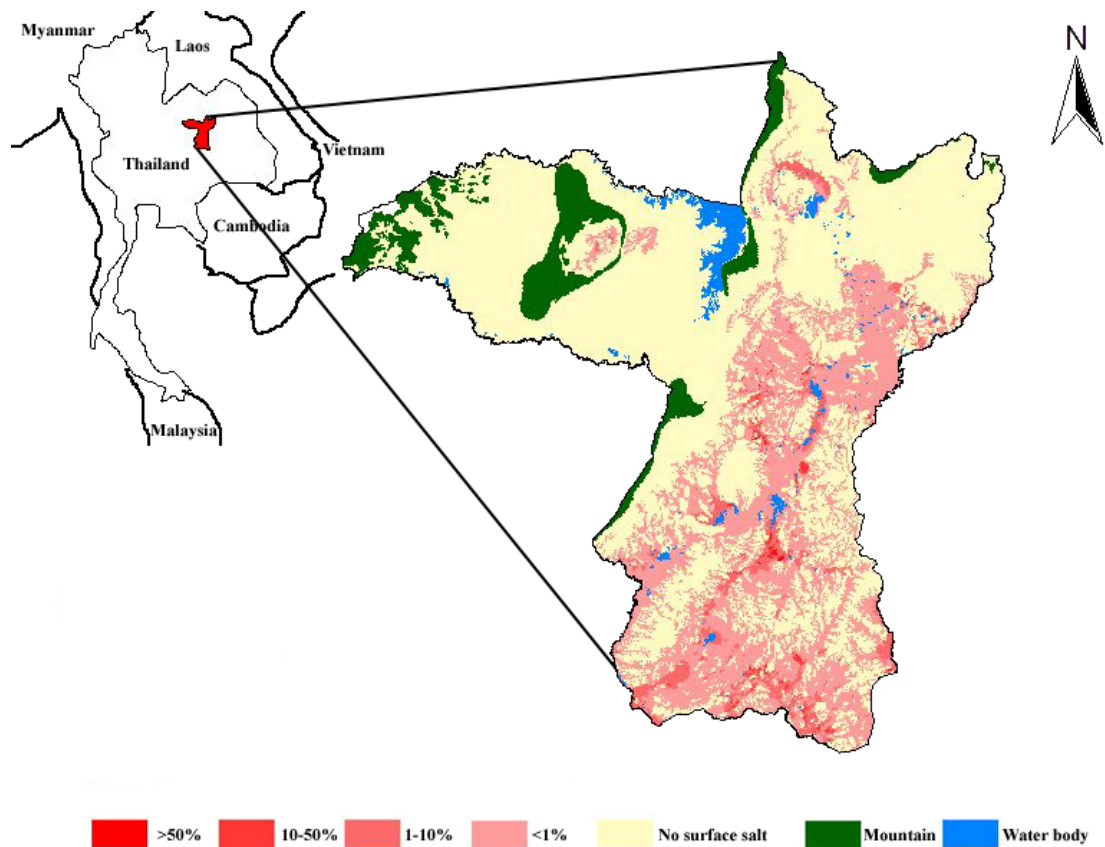 Myanmar
Laos
N
Vietnam
Thailand
Cambodia
Malaysia
>50% 10-50% 1-10% <1% No surface salt Mountain Water body